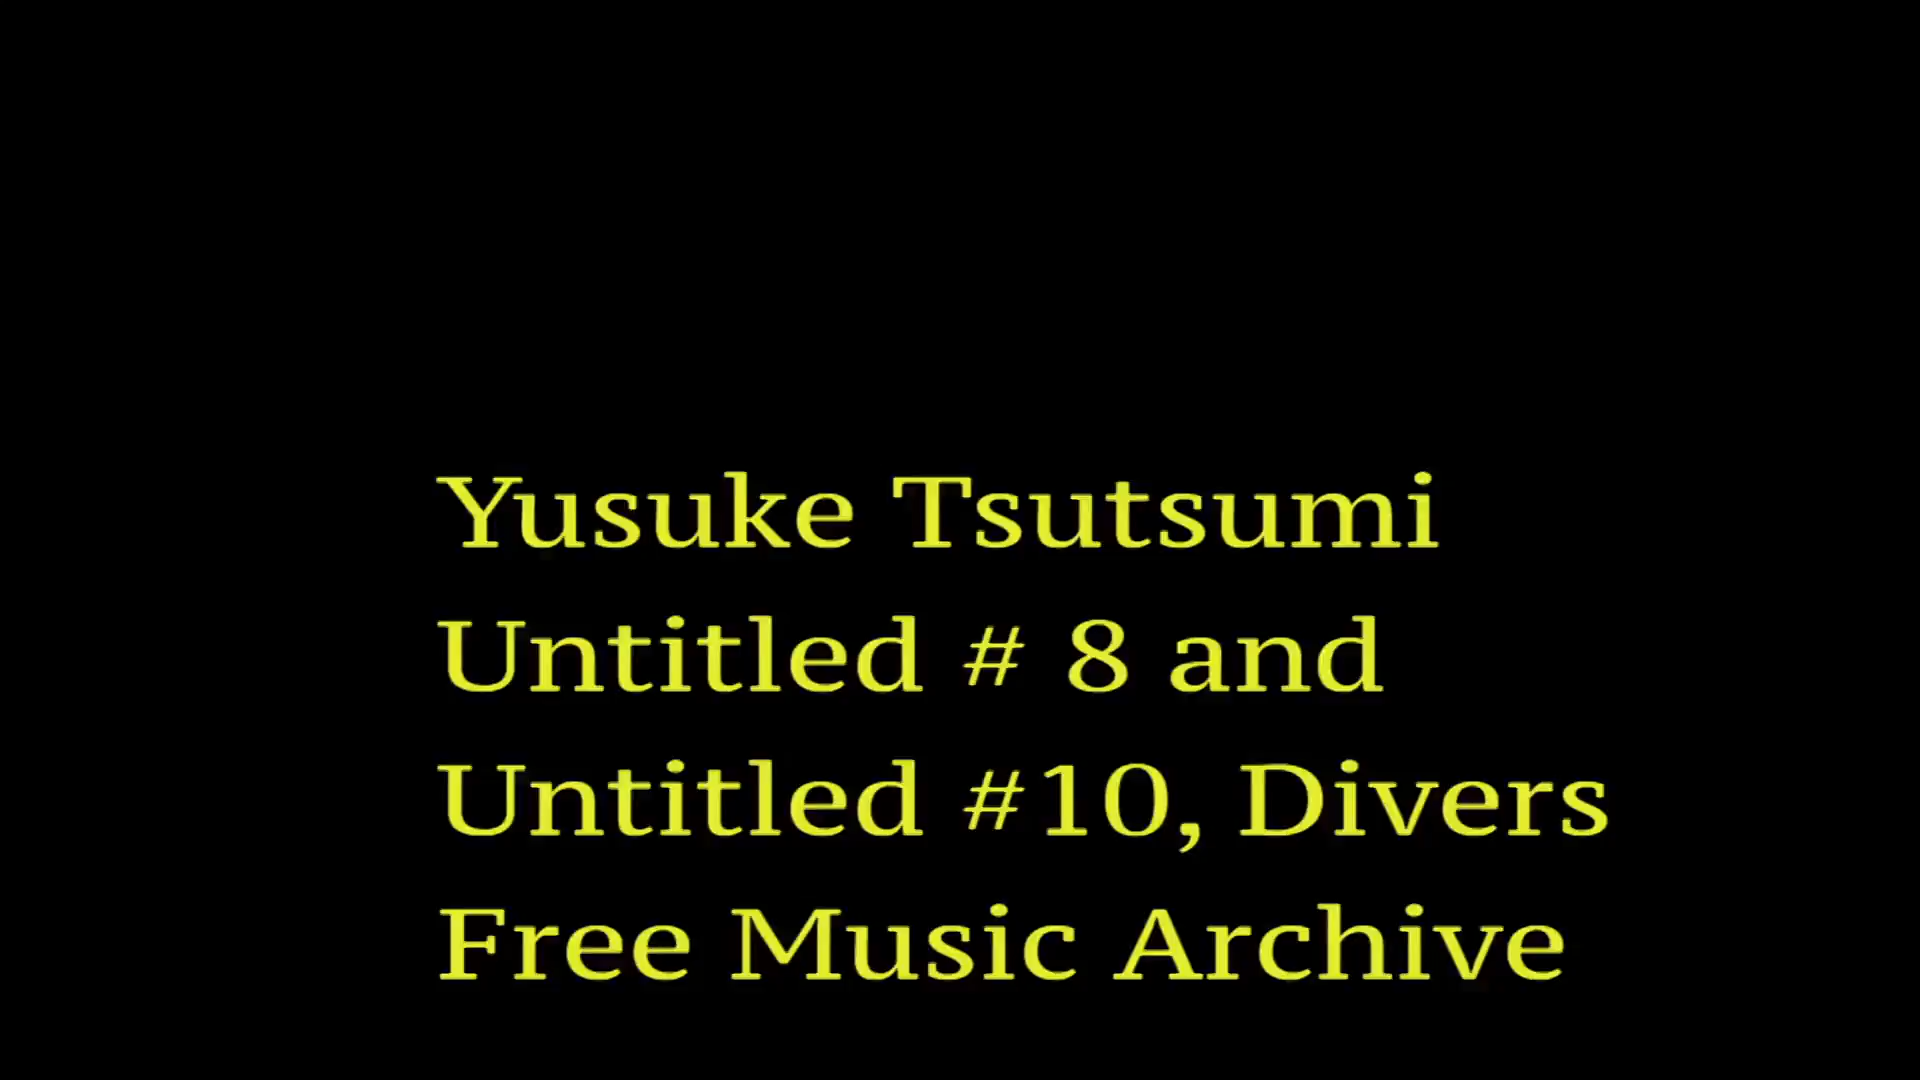 Yusuke Tsutsumi
Untitled # 8 and
Untitled #10, Divers
Free Music Archive